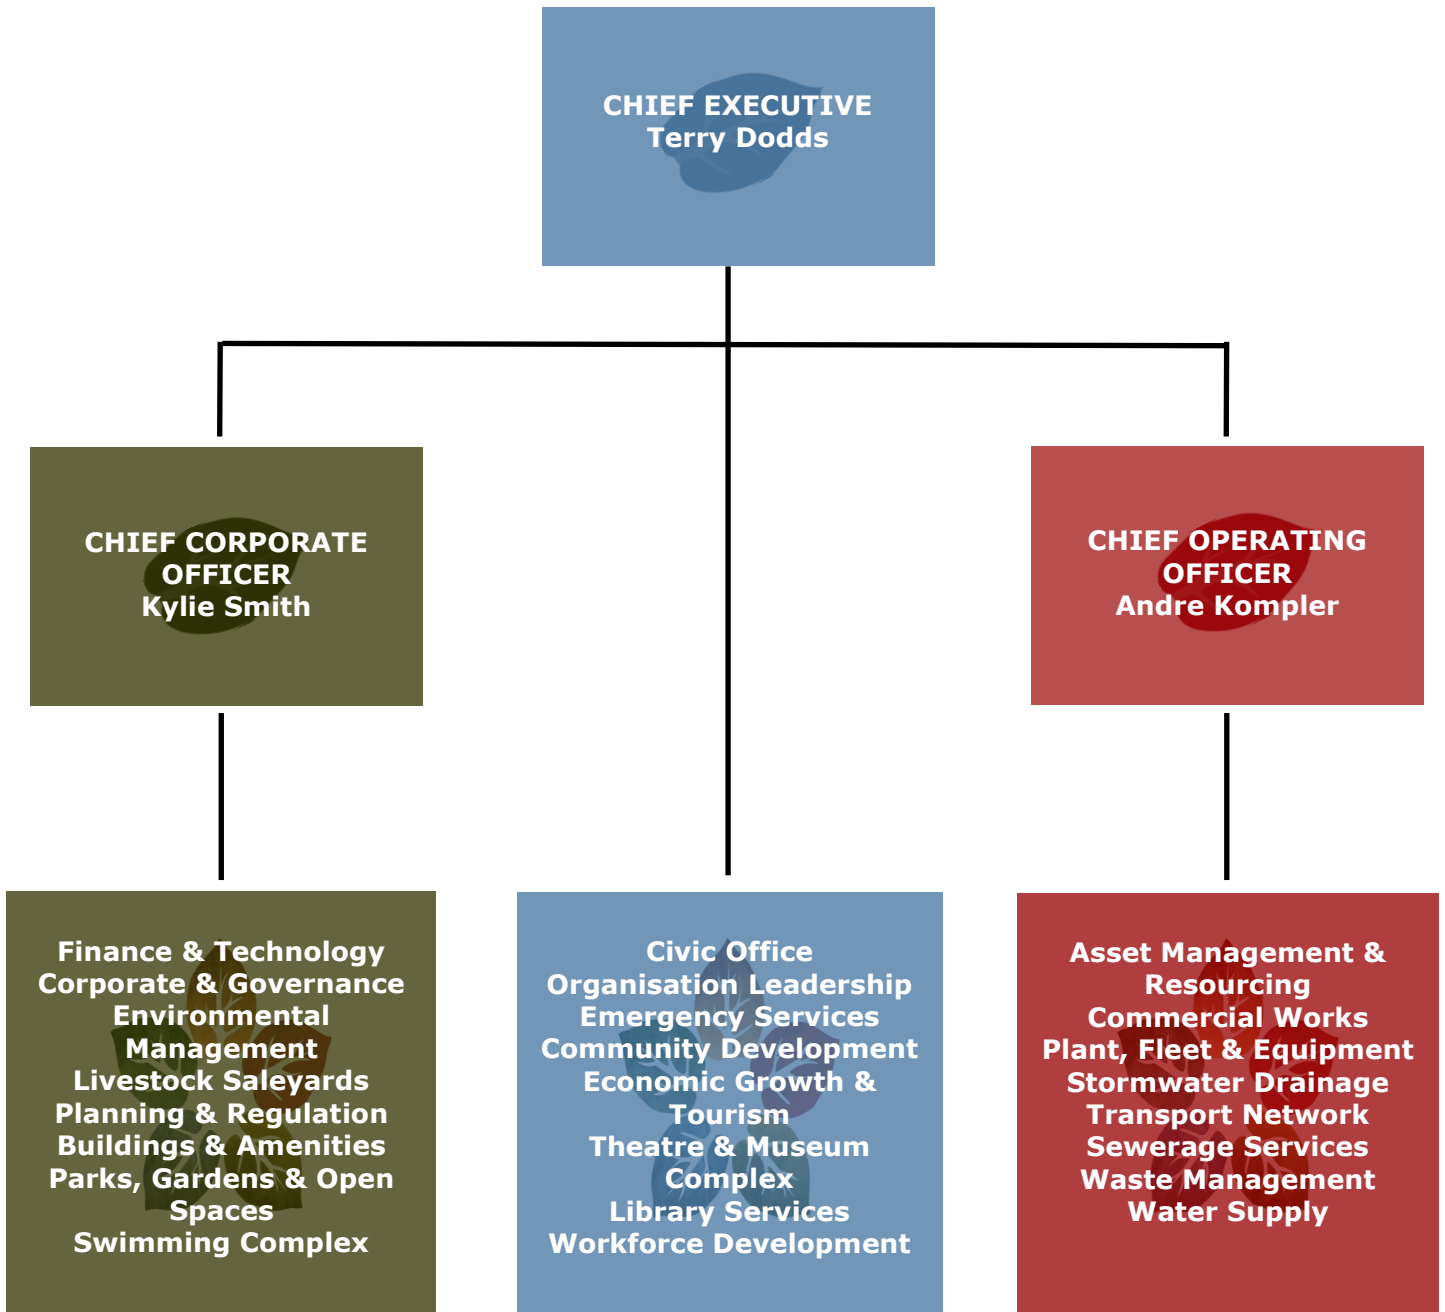 CHIEF EXECUTIVE
Terry Dodds
CHIEF CORPORATE
OFFICER
Kylie Smith
CHIEF OPERATING
OFFICER
Andre Kompler
Finance & Technology
Corporate & Governance
Environmental
Management
Livestock Saleyards
Planning & Regulation
Buildings & Amenities
Parks, Gardens & Open
Spaces
Swimming Complex
Civic Office
Organisation Leadership
Emergency Services
Community Development
Economic Growth &
Tourism
Theatre & Museum
Complex
Library Services
Workforce Development
Asset Management &
Resourcing
Commercial Works
Plant, Fleet & Equipment
Stormwater Drainage
Transport Network
Sewerage Services
Waste Management
Water Supply